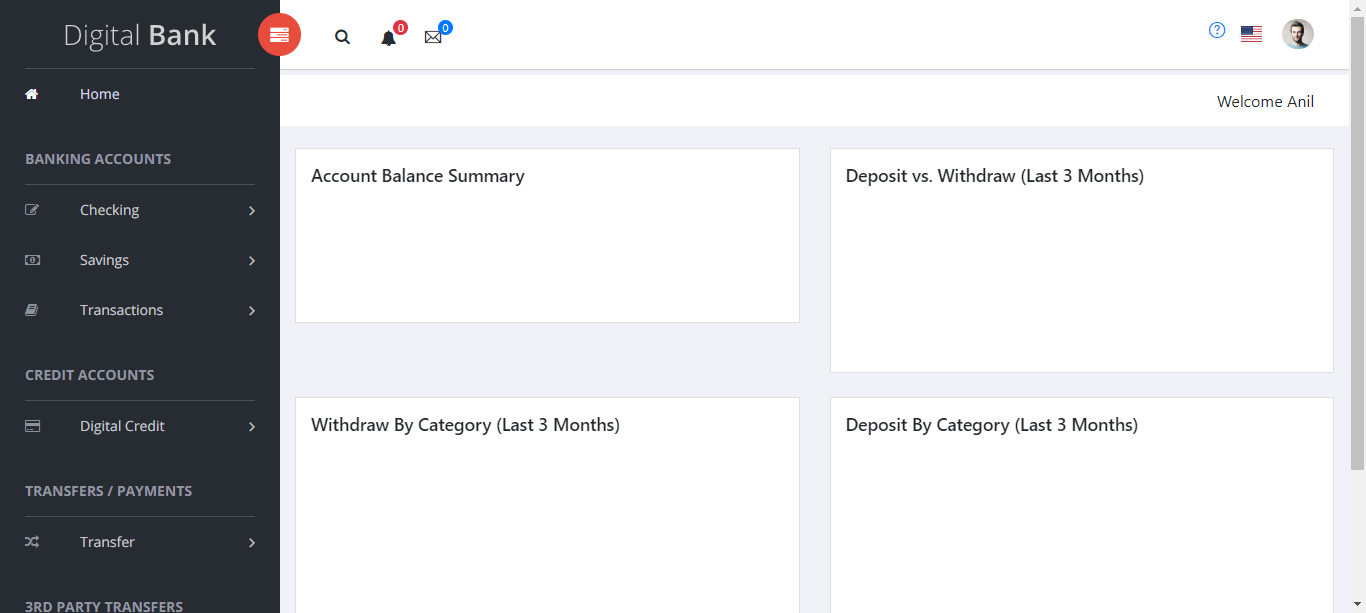 Digital Bank
0
0
?
Home
Welcome Anil
BANKING ACCOUNTS
Checking
Savings
Transactions
CREDIT ACCOUNTS
Digital Credit
TRANSFERS / PAYMENTS
Transfer
3RD PARTY TRANSFERS
Account Balance Summary
Deposit vs. Withdraw (Last 3 Months)
Withdraw By Category (Last 3 Months)
Deposit By Category (Last 3 Months)